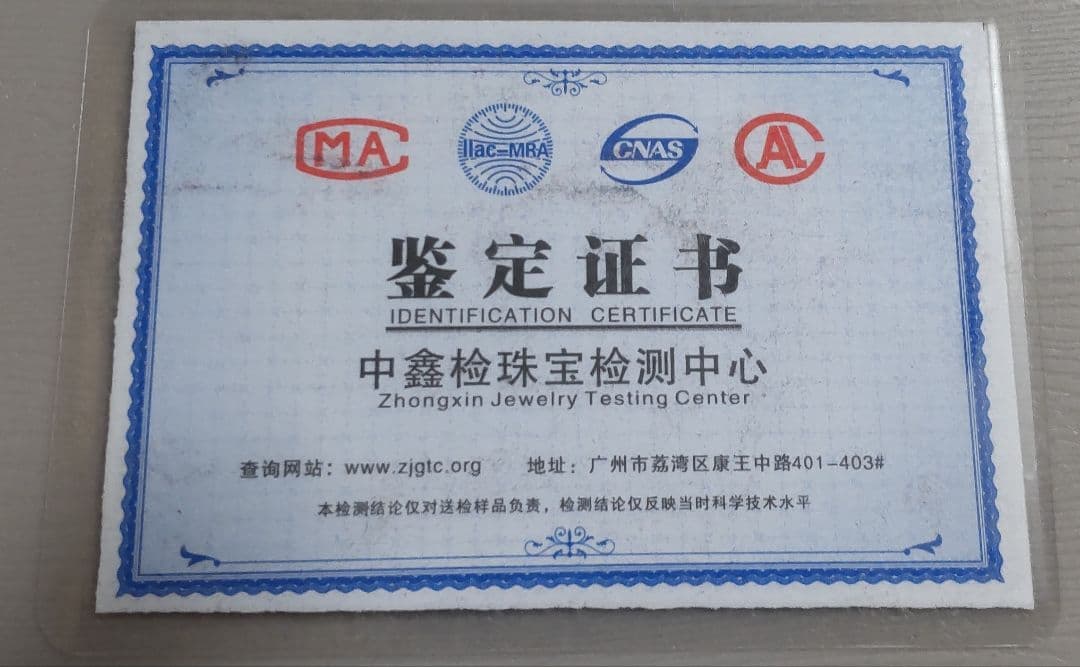 MA
ilac-MRA
CNAS
CAL
鉴定证书
IDENTIFICATION CERTIFICATE
中鑫检珠宝检测中心
Zhongxin Jewelry Testing Center
查询网站：www.zjgtc.org 地址：广州市荔湾区康王中路401-403#
本检测结论仅对送检样品负责，检测结论仅反映当时科学技术水平